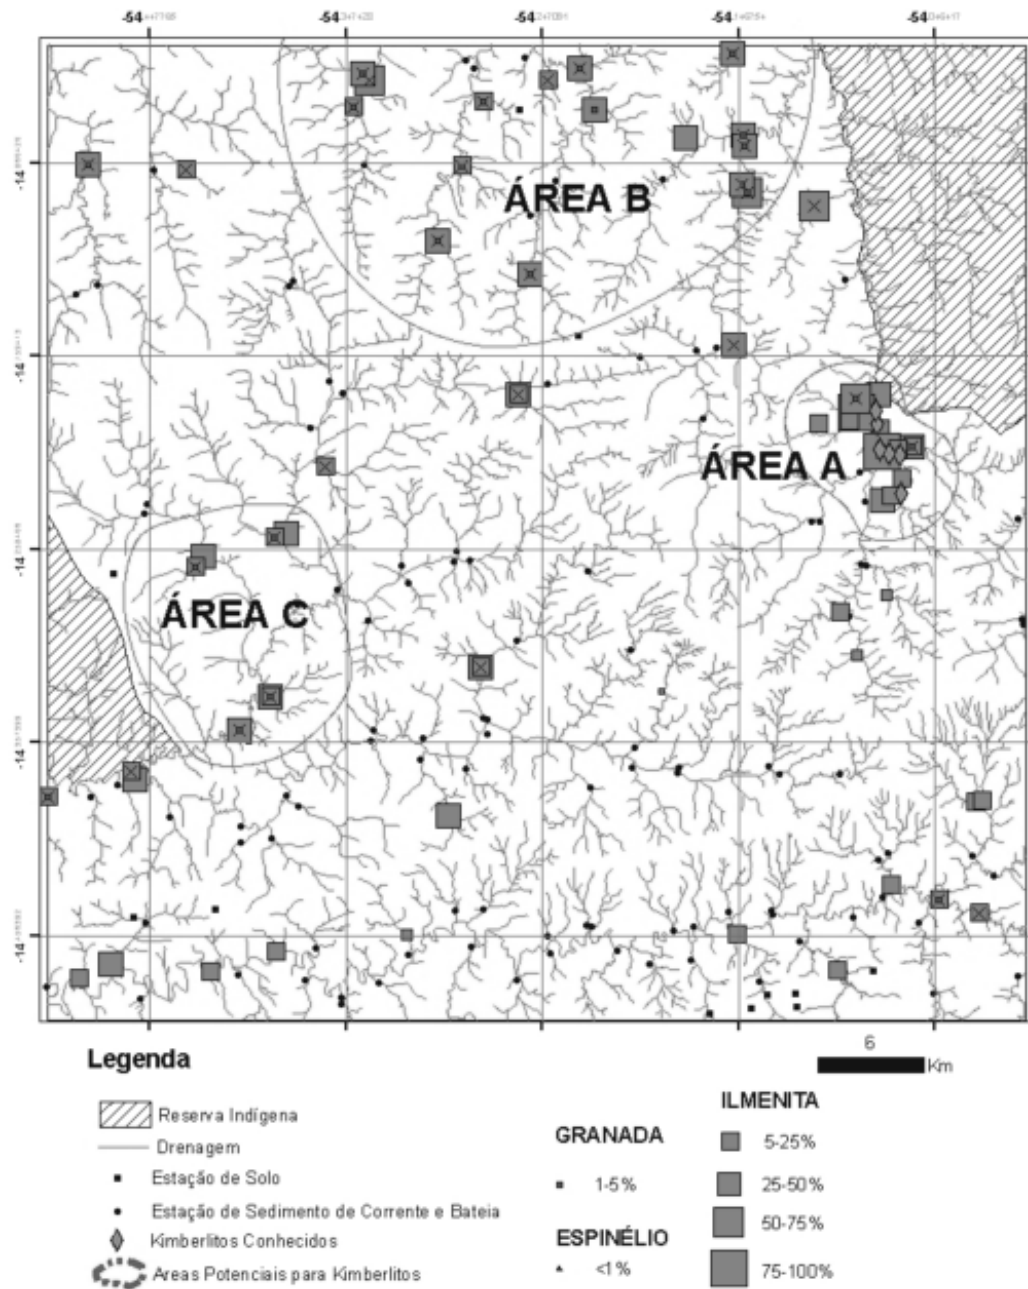 ÁREA B
ÁREA A
ÁREA C
Legenda
Reserva Indígena
Drenagem
Estação de Solo
Estação de Sedimento de Corrente e Bateia
Kimberlitos Conhecidos
Areas Potenciais para Kimberlitos
GRANADA
1-5%
ESPINÉLIO
<1%
6
Km
ILMENITA
5-25%
25-50%
50-75%
75-100%